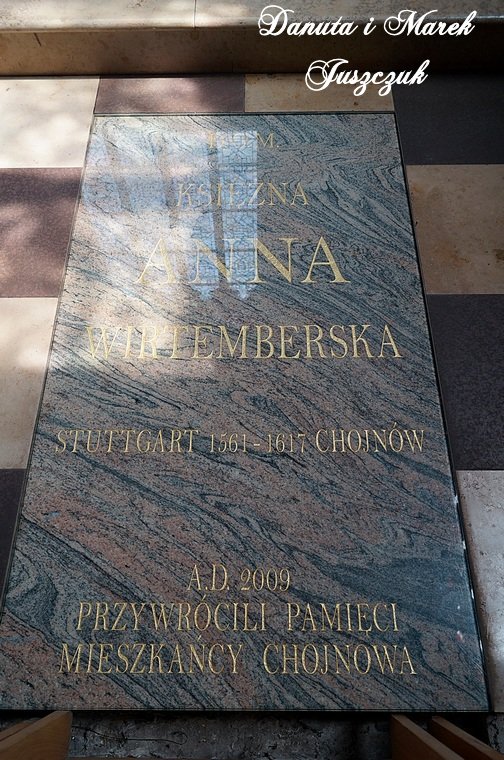 Danuta i Marek
Juszczuk
KSIĘŻNA
ANNA
WIRTEMBERSKA
STUTTGART 1561-1617 CHOJNÓW
A.D. 2009
PRZYWRÓCILI PAMIĘCI
MIESZKAŃCY CHOJNOWA